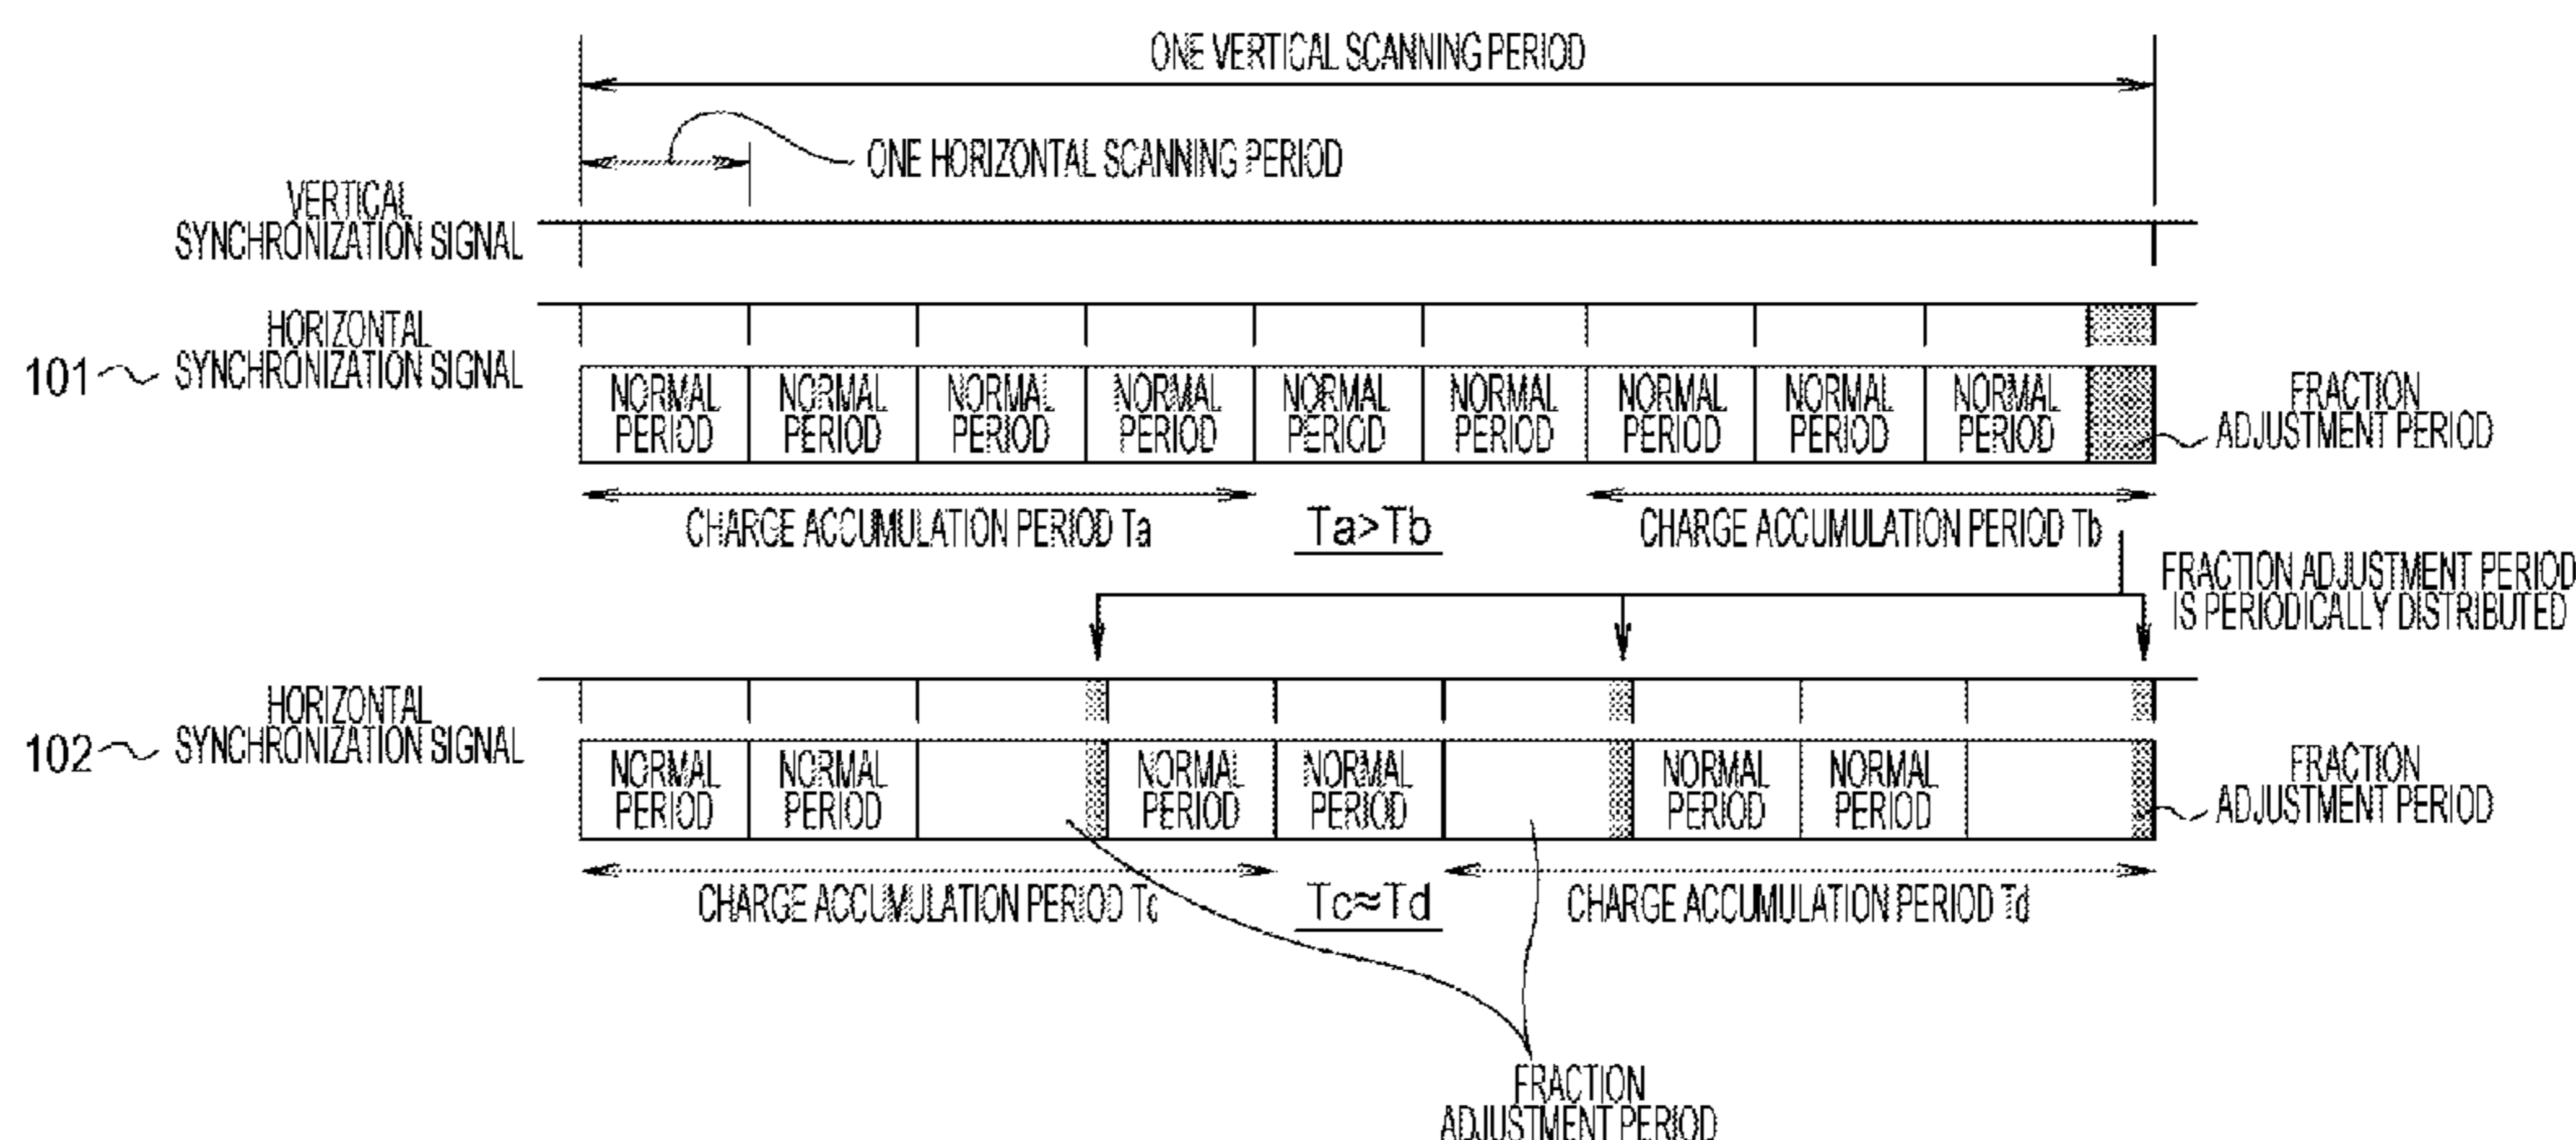 ONE VERTICAL SCANNING PERIOD
ONE HORIZONTAL SCANNING PERIOD
VERTICAL
SYNCHRONIZATION SIGNAL
HORIZONTAL
101 SYNCHRONIZATION SIGNAL
NORMAL PERIOD
NORMAL PERIOD
NORMAL PERIOD
NORMAL PERIOD
NORMAL PERIOD
NORMAL PERIOD
NORMAL PERIOD
NORMAL PERIOD
NORMAL PERIOD
FRACTION
ADJUSTMENT PERIOD
CHARGE ACCUMULATION PERIOD Ta
Ta>Tb
CHARGE ACCUMULATION PERIOD Tb
FRACTION ADJUSTMENT PERIOD
IS PERIODICALLY DISTRIBUTED
HORIZONTAL
102 SYNCHRONIZATION SIGNAL
NORMAL PERIOD
NORMAL PERIOD
NORMAL PERIOD
NORMAL PERIOD
NORMAL PERIOD
NORMAL PERIOD
FRACTION
ADJUSTMENT PERIOD
CHARGE ACCUMULATION PERIOD Tc
Tc≈Td
CHARGE ACCUMULATION PERIOD Td
FRACTION
ADJUSTMENT PERIOD